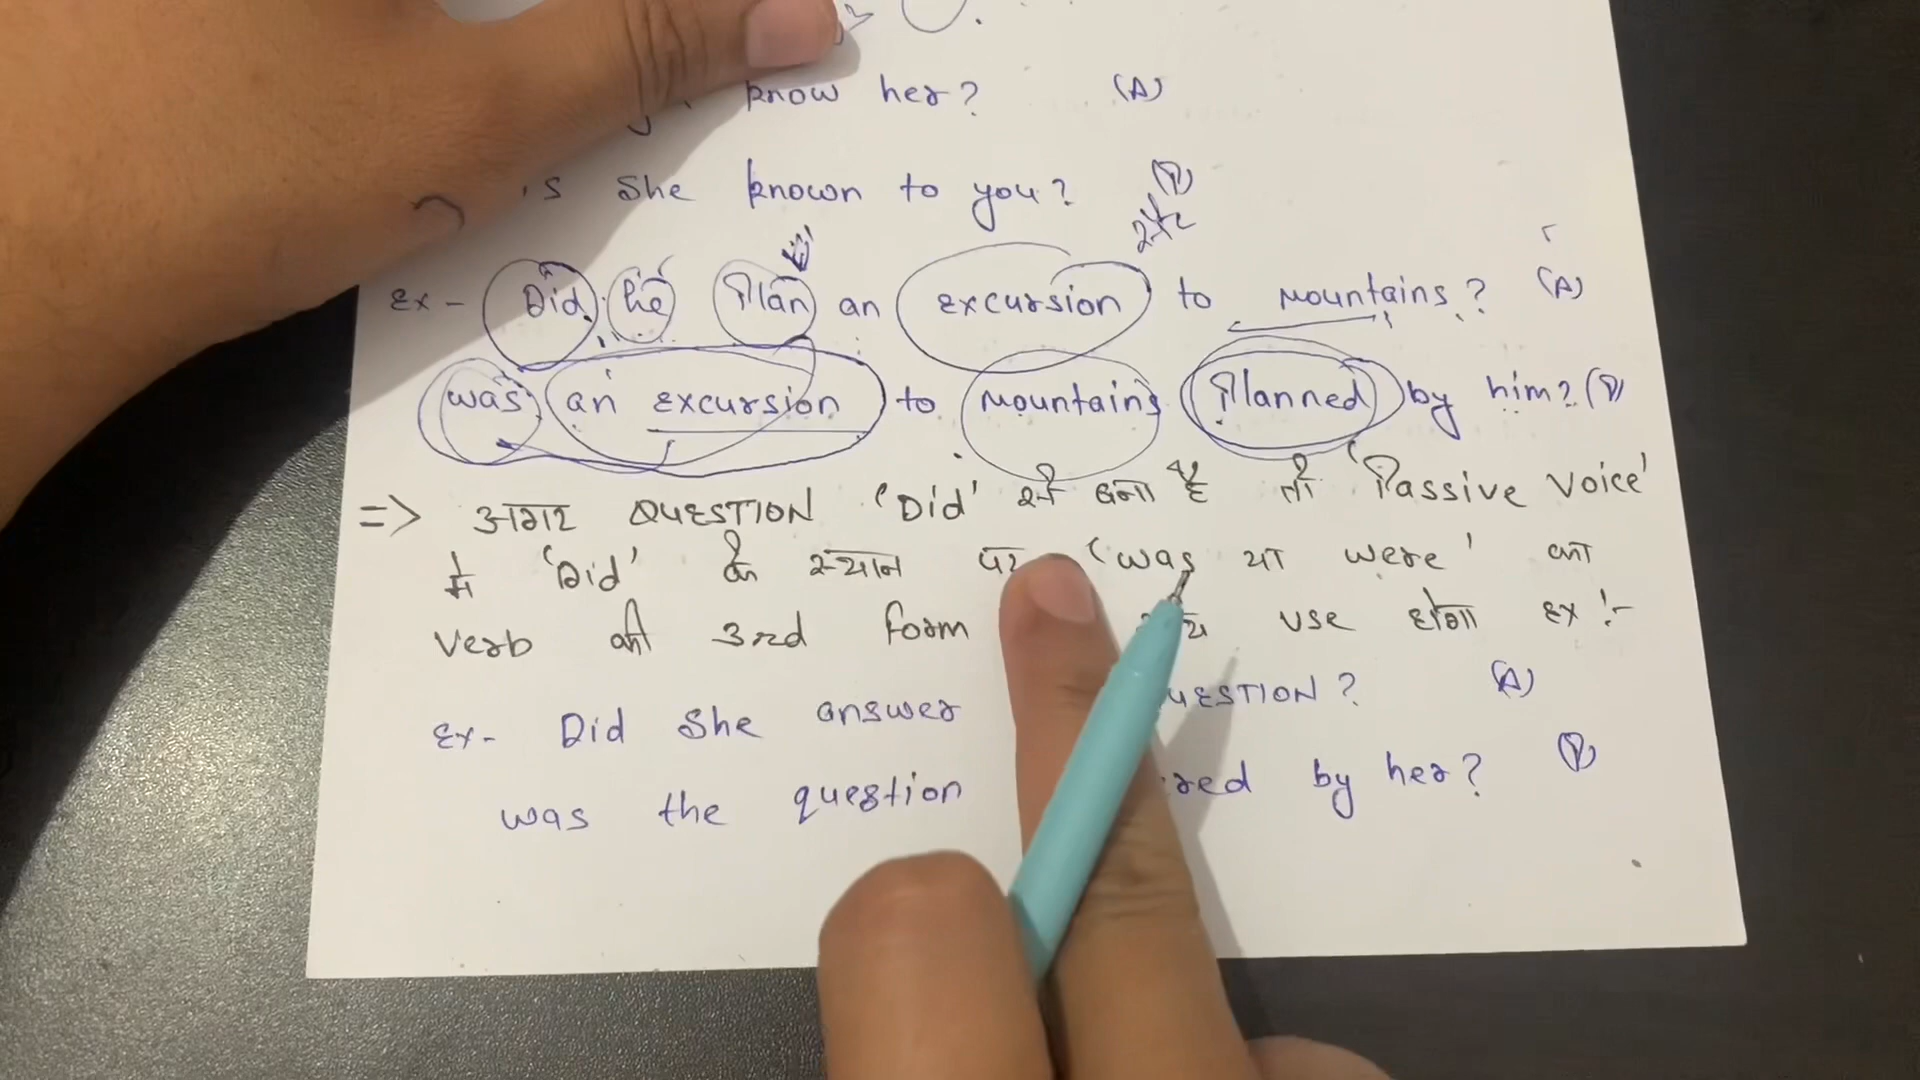 know her? (A)
is She known to you? (P)
Ex- Did he Plan an excursion to Mountains? (A)
was an excursion to Mountains Planned by him? (P)
=> अगर QUESTION 'Did' से बना है तो 'Passive Voice'
में 'Did' के स्थान पर 'was या were' का
verb की 3rd form use होगा Ex:-
Ex- Did She answer QUESTION? (A)
was the question by her? (P)